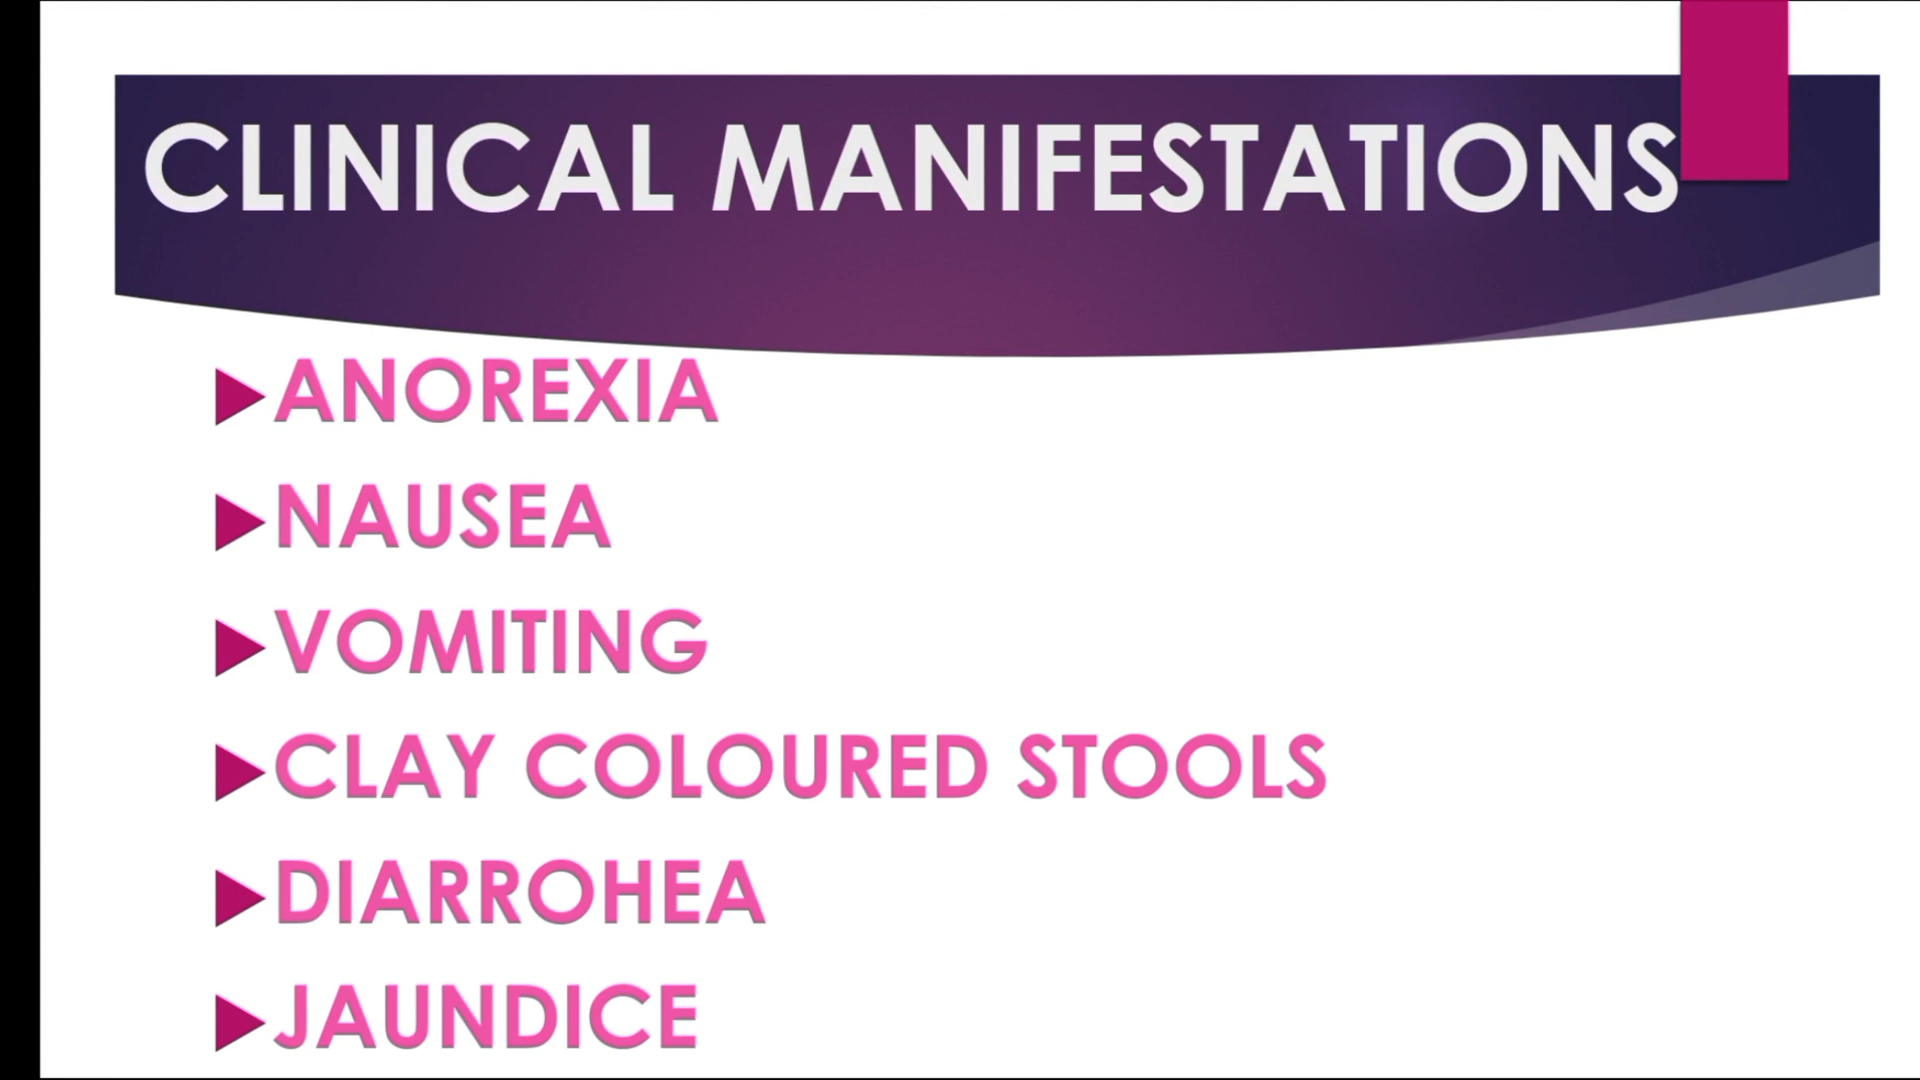 CLINICAL MANIFESTATIONS
ANOREXIA
NAUSEA
VOMITING
CLAY COLOURED STOOLS
DIARROHEA
JAUNDICE